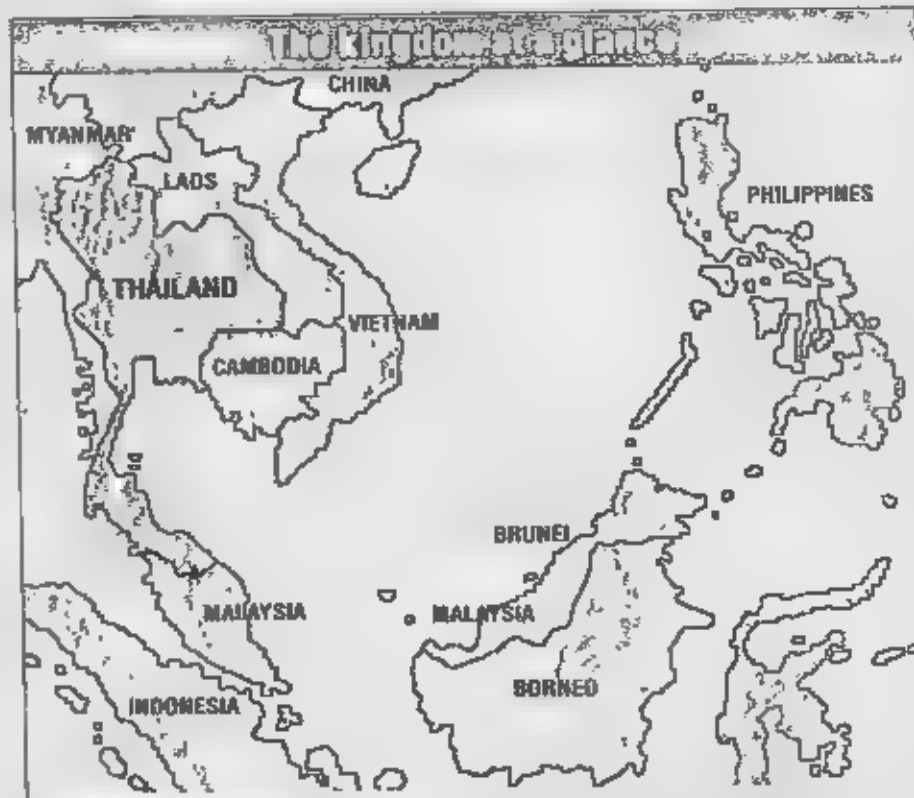 The kingdom at a glance
CHINA
MYANMAR
LAOS
PHILIPPINES
THAILAND
VIETNAM
CAMBODIA
BRUNEI
MALAYSIA
MALAYSIA
BORNEO
INDONESIA